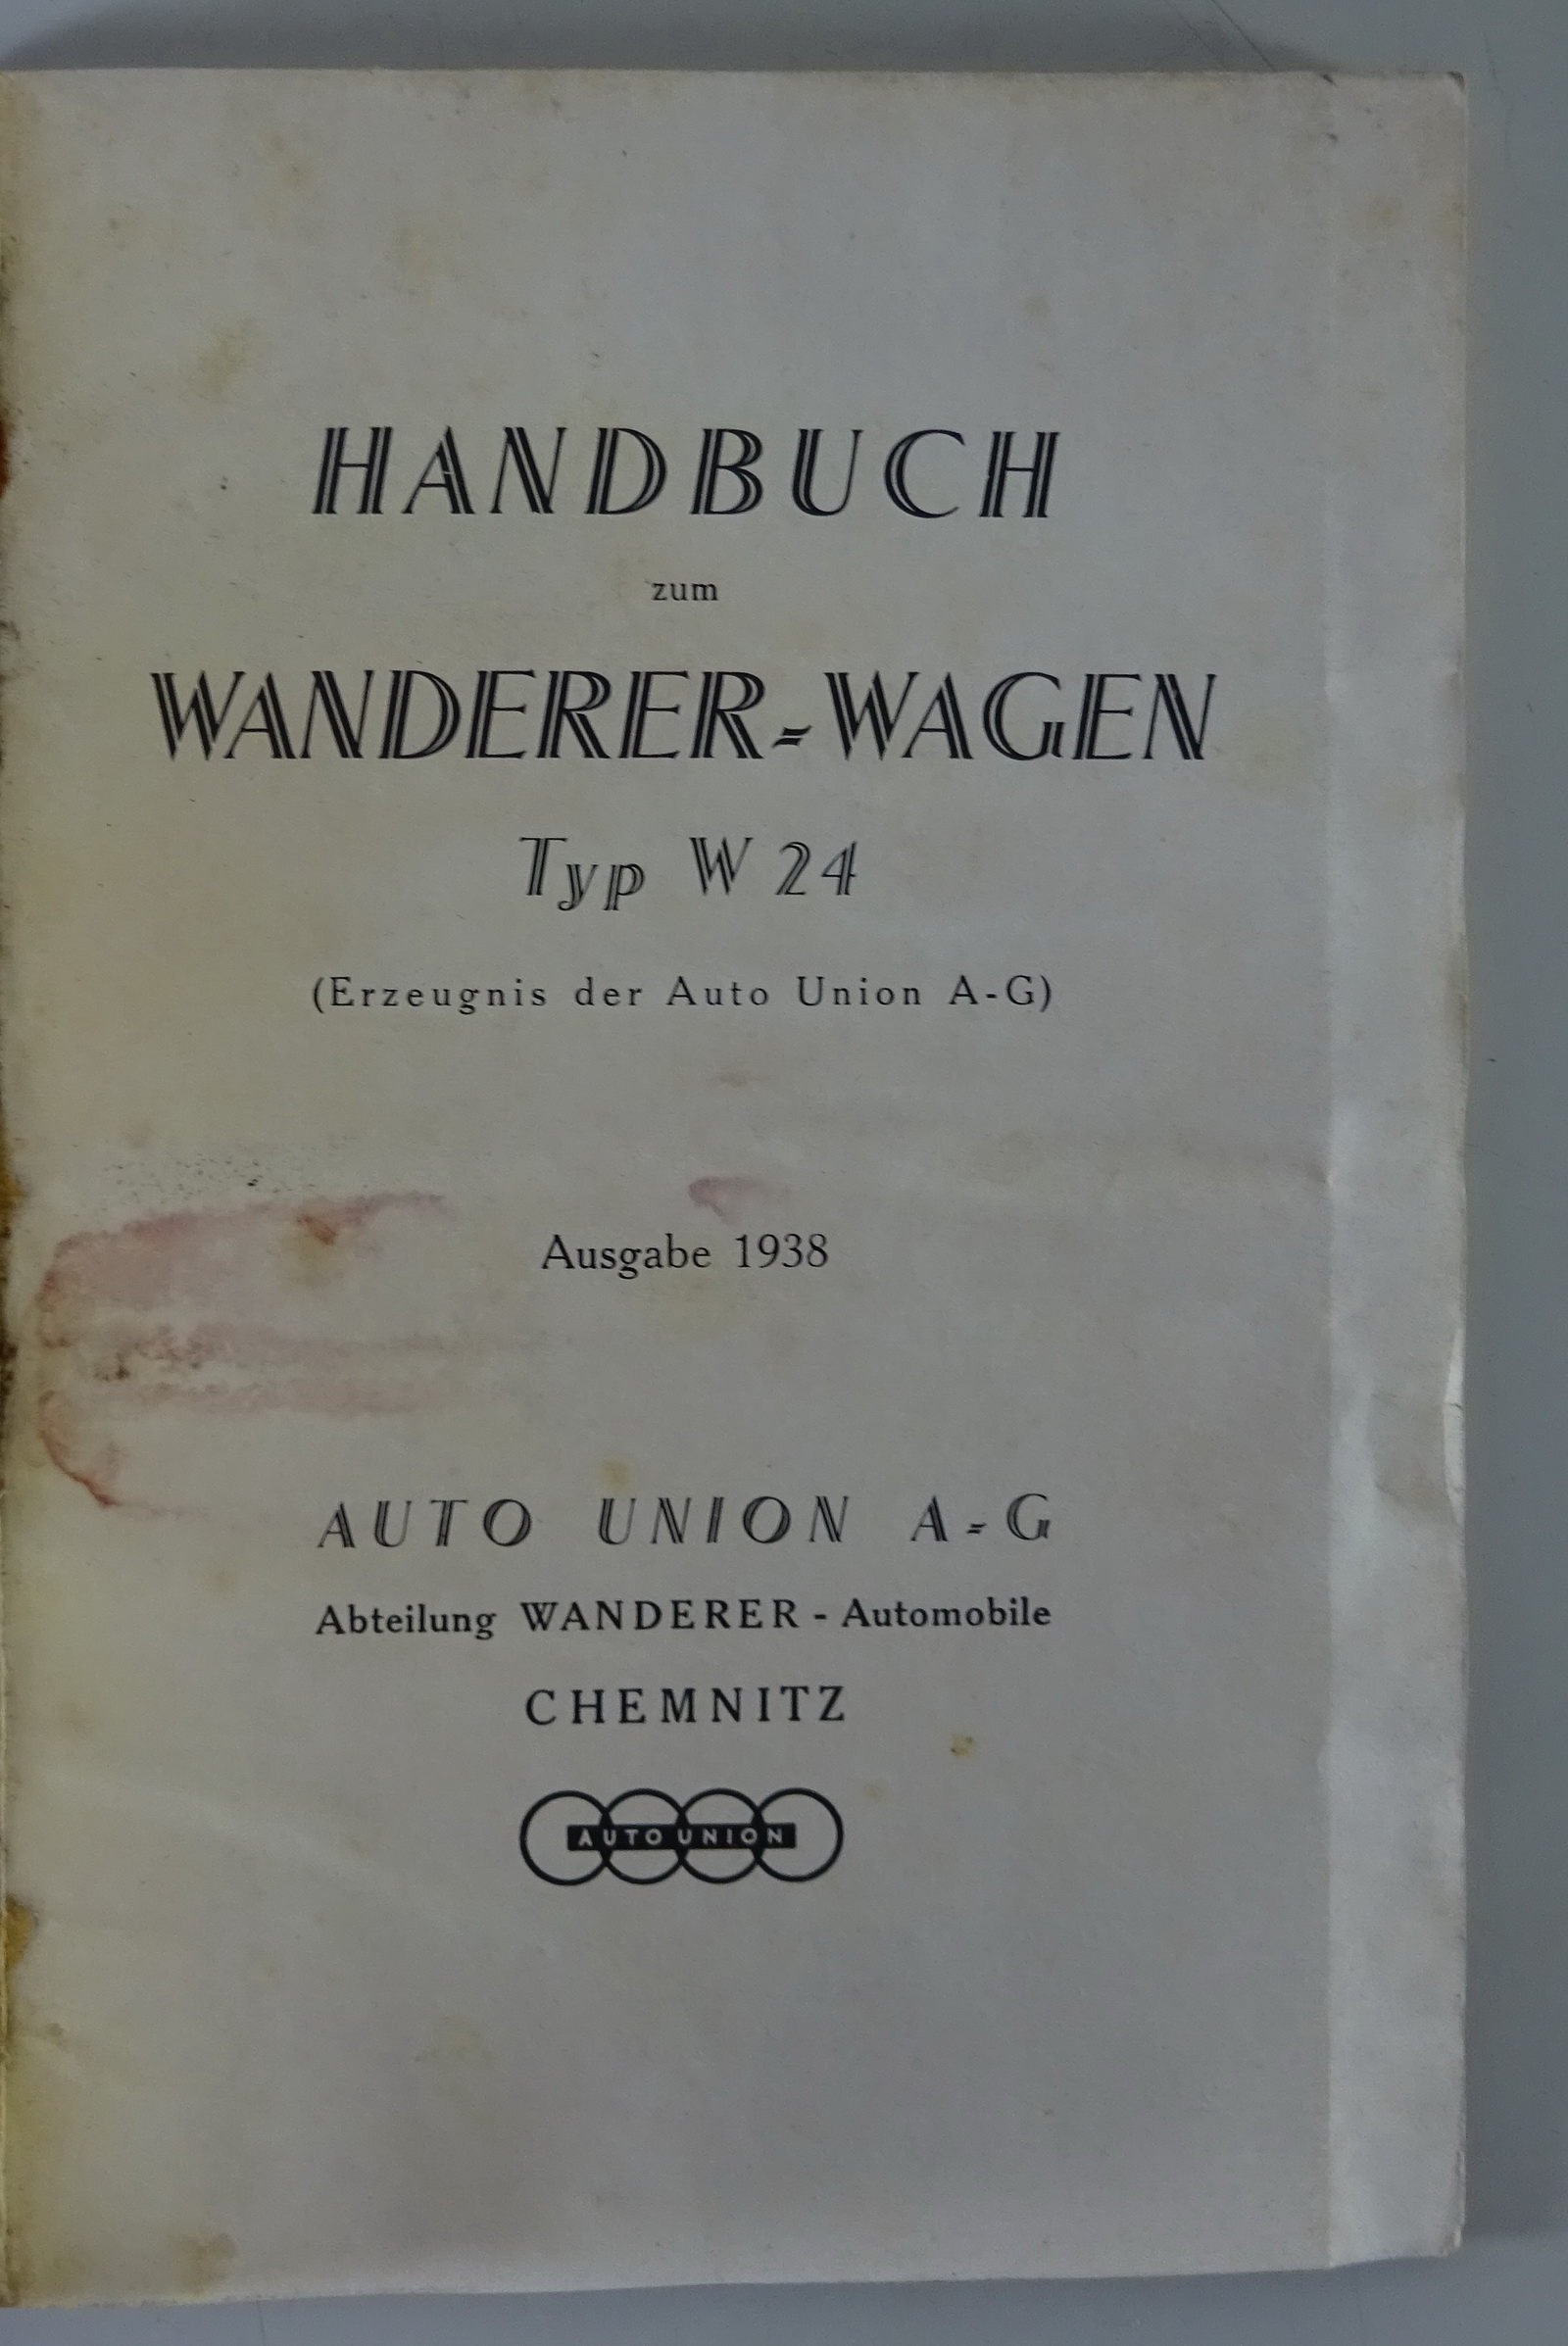 HANDBUCH
zum
WANDERER-WAGEN
Typ W 24
(Erzeugnis der Auto Union A-G)
Ausgabe 1938
AUTO UNION A-G
Abteilung WANDERER - Automobile
CHEMNITZ
AUTO UNION